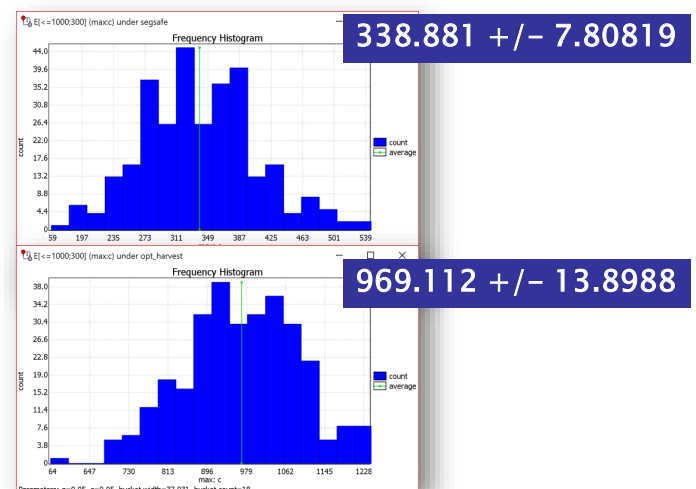 E[<=1000;300] (max:c) under segsafe
338.881 +/- 7.80819
Frequency Histogram
count
44.0
39.6
35.2
30.8
26.4
22.0
17.6
13.2
8.8
4.4
0
59 197 235 273 311 349 387 425 463 501 539
count
average
E[<=1000;300] (max:c) under opt_harvest
969.112 +/- 13.8988
Frequency Histogram
count
38.0
34.2
30.4
26.6
22.8
19.0
15.2
11.4
7.6
3.8
0
64 647 730 813 896 979 1062 1145 1228
max: c
count
average